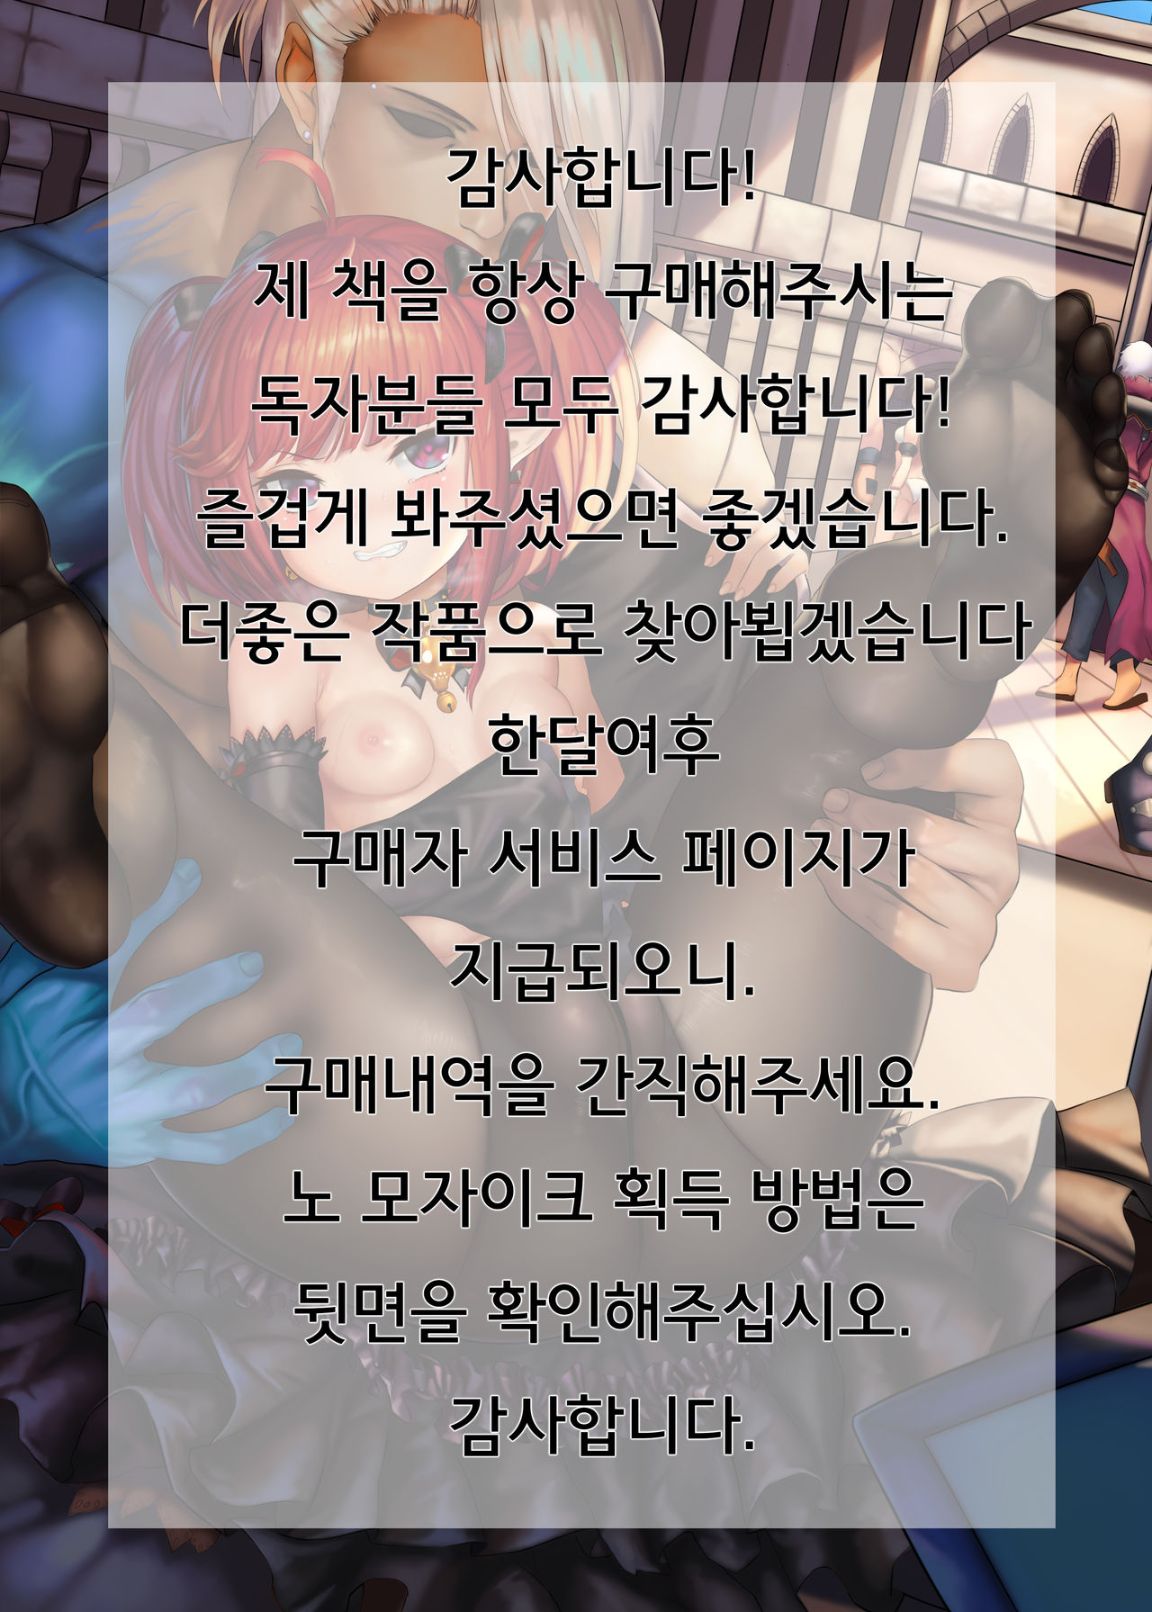 감사합니다!
제 책을 항상 구매해주시는
독자분들 모두 감사합니다!
즐겁게 봐주셨으면 좋겠습니다.
더좋은 작품으로 찾아뵙겠습니다
한달여후
구매자 서비스 페이지가
지급되오니.
구매내역을 간직해주세요.
노 모자이크 획득 방법은
뒷면을 확인해주십시오.
감사합니다.